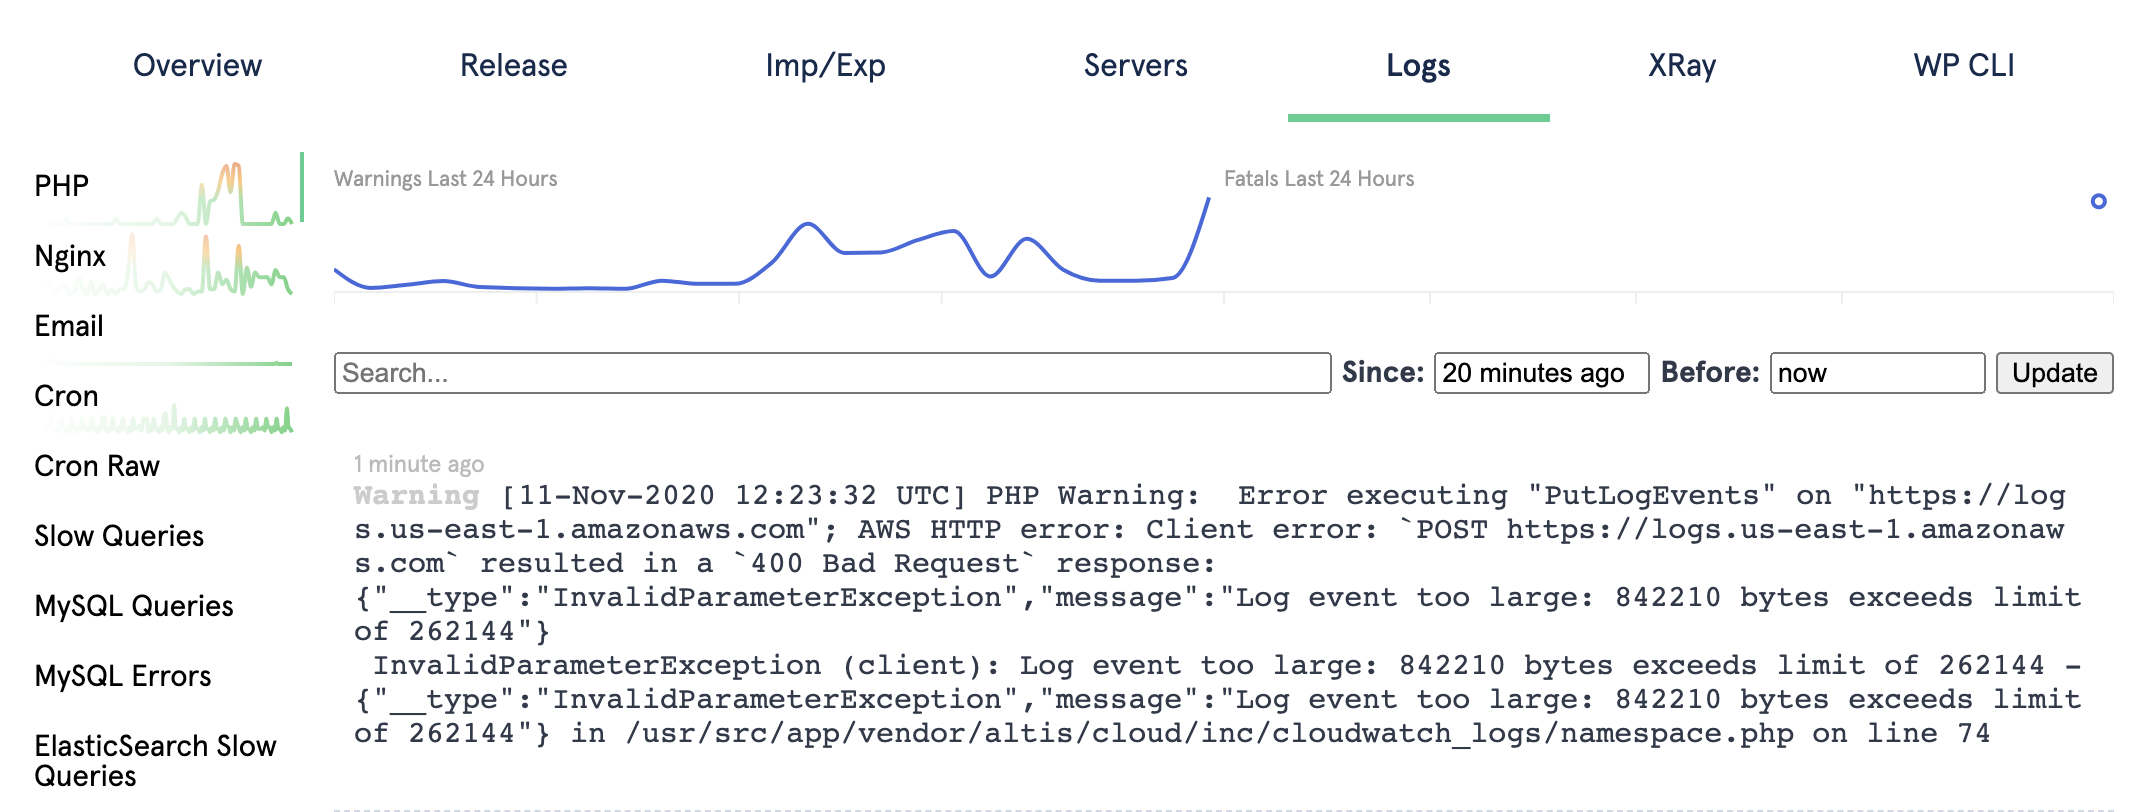 Overview Release Imp/Exp Servers Logs XRay WP CLI
PHP
Nginx
Email
Cron
Cron Raw
Slow Queries
MySQL Queries
MySQL Errors
ElasticSearch Slow
Queries
Warnings Last 24 Hours Fatals Last 24 Hours
Search... Since: 20 minutes ago Before: now Update
1 minute ago
Warning [11-Nov-2020 12:23:32 UTC] PHP Warning:  Error executing "PutLogEvents" on "https://log
s.us-east-1.amazonaws.com"; AWS HTTP error: Client error: `POST https://logs.us-east-1.amazonaw
s.com` resulted in a `400 Bad Request` response:
{"__type":"InvalidParameterException","message":"Log event too large: 842210 bytes exceeds limit
of 262144"}
InvalidParameterException (client): Log event too large: 842210 bytes exceeds limit of 262144 -
{"__type":"InvalidParameterException","message":"Log event too large: 842210 bytes exceeds limit
of 262144"} in /usr/src/app/vendor/altis/cloud/inc/cloudwatch_logs/namespace.php on line 74